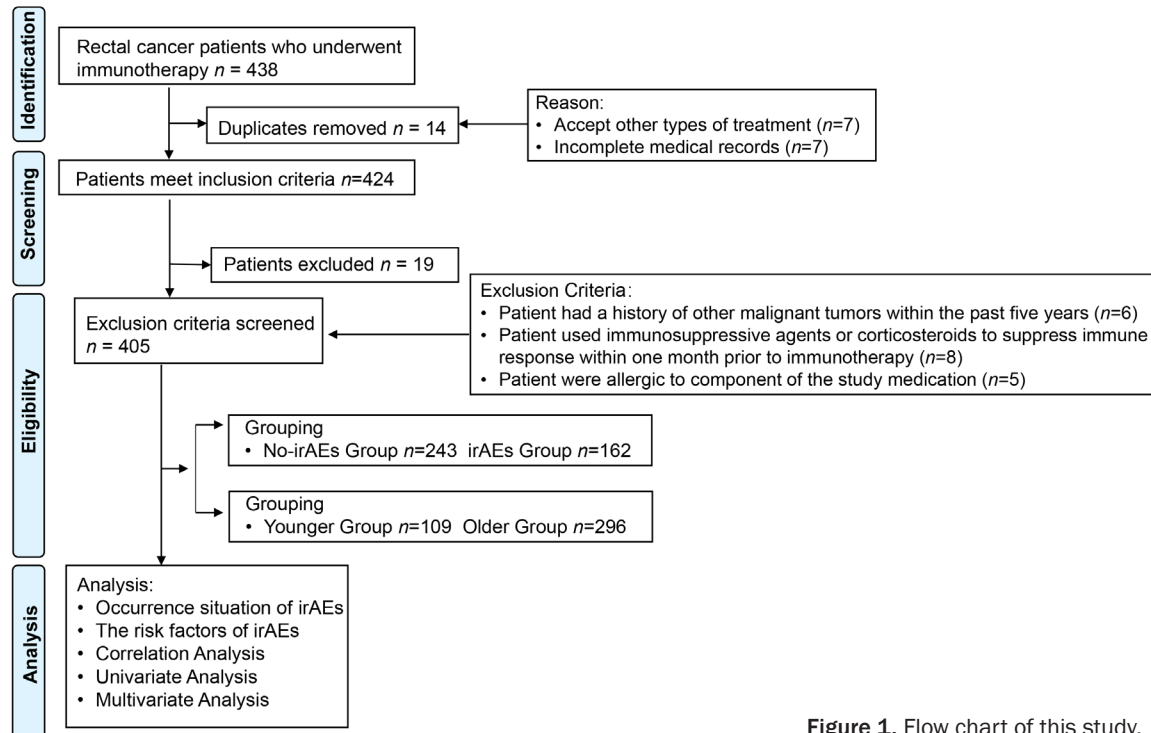 Identification
Rectal cancer patients who underwent
immunotherapy n = 438
Duplicates removed n = 14
Reason:
• Accept other types of treatment (n=7)
• Incomplete medical records (n=7)
Screening
Patients meet inclusion criteria n=424
Patients excluded n = 19
Eligibility
Exclusion criteria screened
n = 405
Exclusion Criteria:
• Patient had a history of other malignant tumors within the past five years (n=6)
• Patient used immunosuppressive agents or corticosteroids to suppress immune
response within one month prior to immunotherapy (n=8)
• Patient were allergic to component of the study medication (n=5)
Grouping
• No-irAEs Group n=243 irAEs Group n=162
Grouping
• Younger Group n=109 Older Group n=296
Analysis
Analysis:
• Occurrence situation of irAEs
• The risk factors of irAEs
• Correlation Analysis
• Univariate Analysis
• Multivariate Analysis
Figure 1. Flow chart of this study.